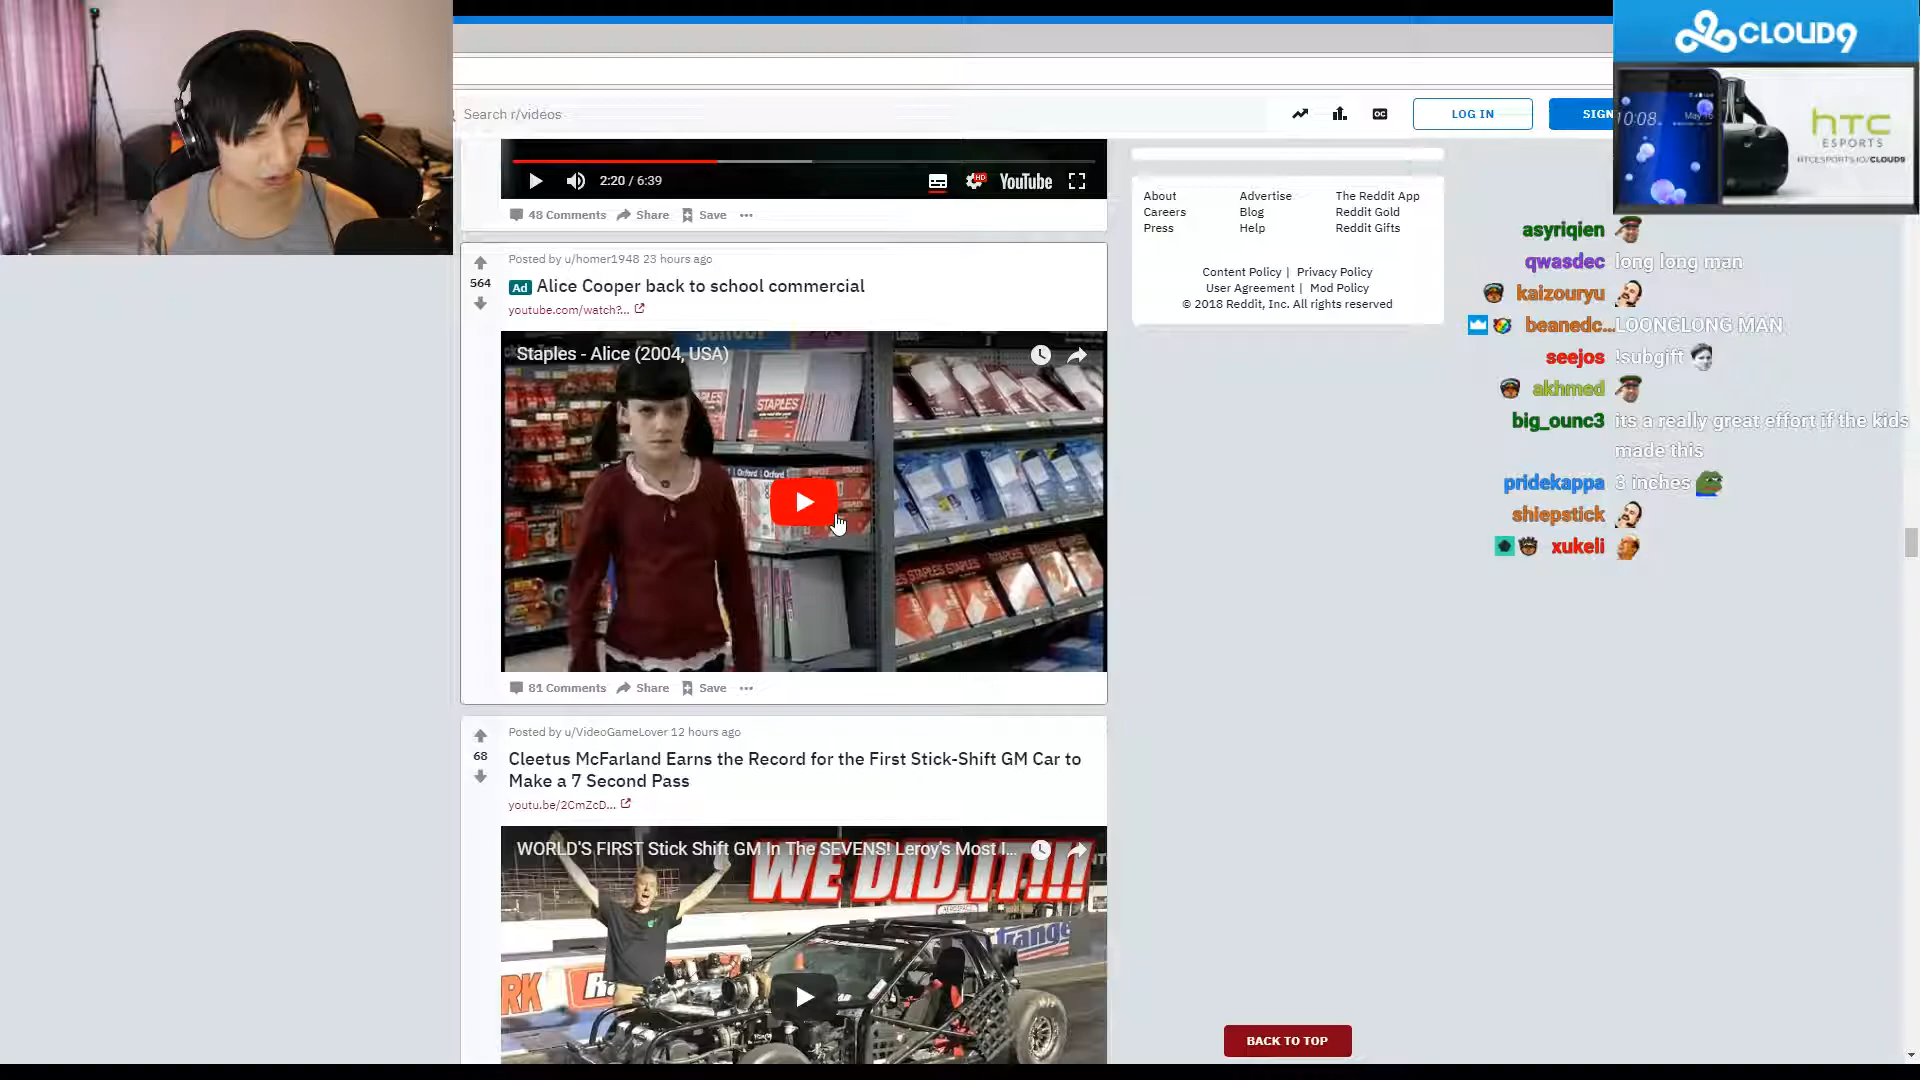 CLOUD9
Search r/videos
LOG IN
SIGN
10:08
May 16
hTC
ESPORTS
HTCESPORTS.IO/CLOUD9
2:20 / 6:39
HD
YouTube
48 Comments
Share
Save
About
Advertise
The Reddit App
Careers
Blog
Reddit Gold
Press
Help
Reddit Gifts
Content Policy | Privacy Policy
User Agreement | Mod Policy
© 2018 Reddit, Inc. All rights reserved
Posted by u/homer1948 23 hours ago
564
Ad Alice Cooper back to school commercial
youtube.com/watch?...
Staples - Alice (2004, USA)
STAPLES
Oxford
STAPLES STAPLES
81 Comments
Share
Save
Posted by u/VideoGameLover 12 hours ago
68
Cleetus McFarland Earns the Record for the First Stick-Shift GM Car to
Make a 7 Second Pass
youtu.be/2CmZcD...
WORLD'S FIRST Stick Shift GM In The SEVENS! Leroy's Most I...
WE DID IT!!!
BACK TO TOP
asyriqien
qwasdec long long man
kaizouryu
beanedc... LOONGLONG MAN
seejos !subgift
akhmed
big_ounc3 its a really great effort if the kids
made this
pridekappa 3 inches
shiepstick
xukeli